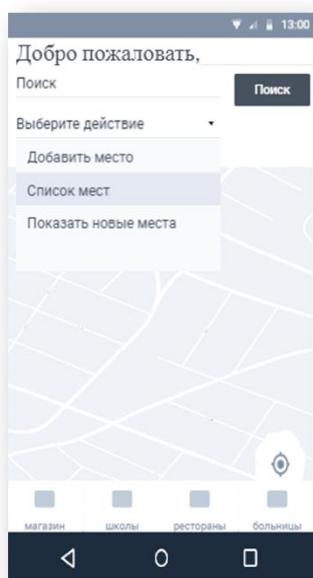 13:00
Добро пожаловать,
Поиск
Поиск
Выберите действие
Добавить место
Список мест
Показать новые места
магазин школы рестораны больницы